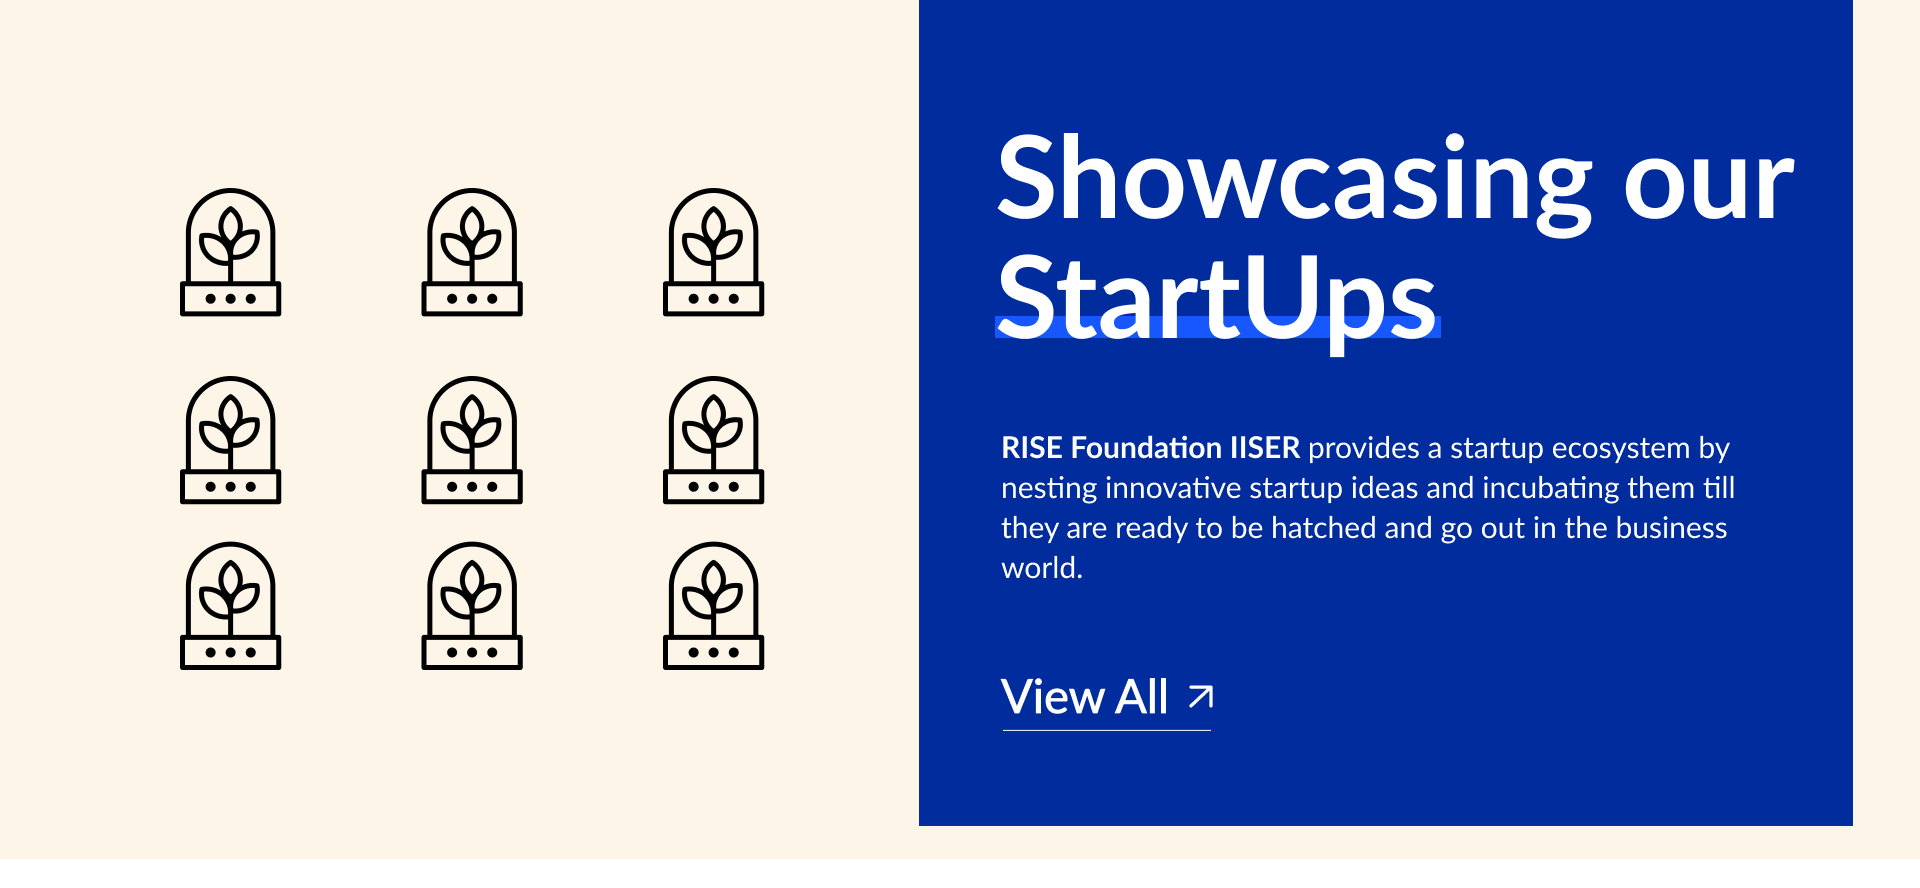 Showcasing our
StartUps
RISE Foundation IISER provides a startup ecosystem by
nesting innovative startup ideas and incubating them till
they are ready to be hatched and go out in the business
world.
View All